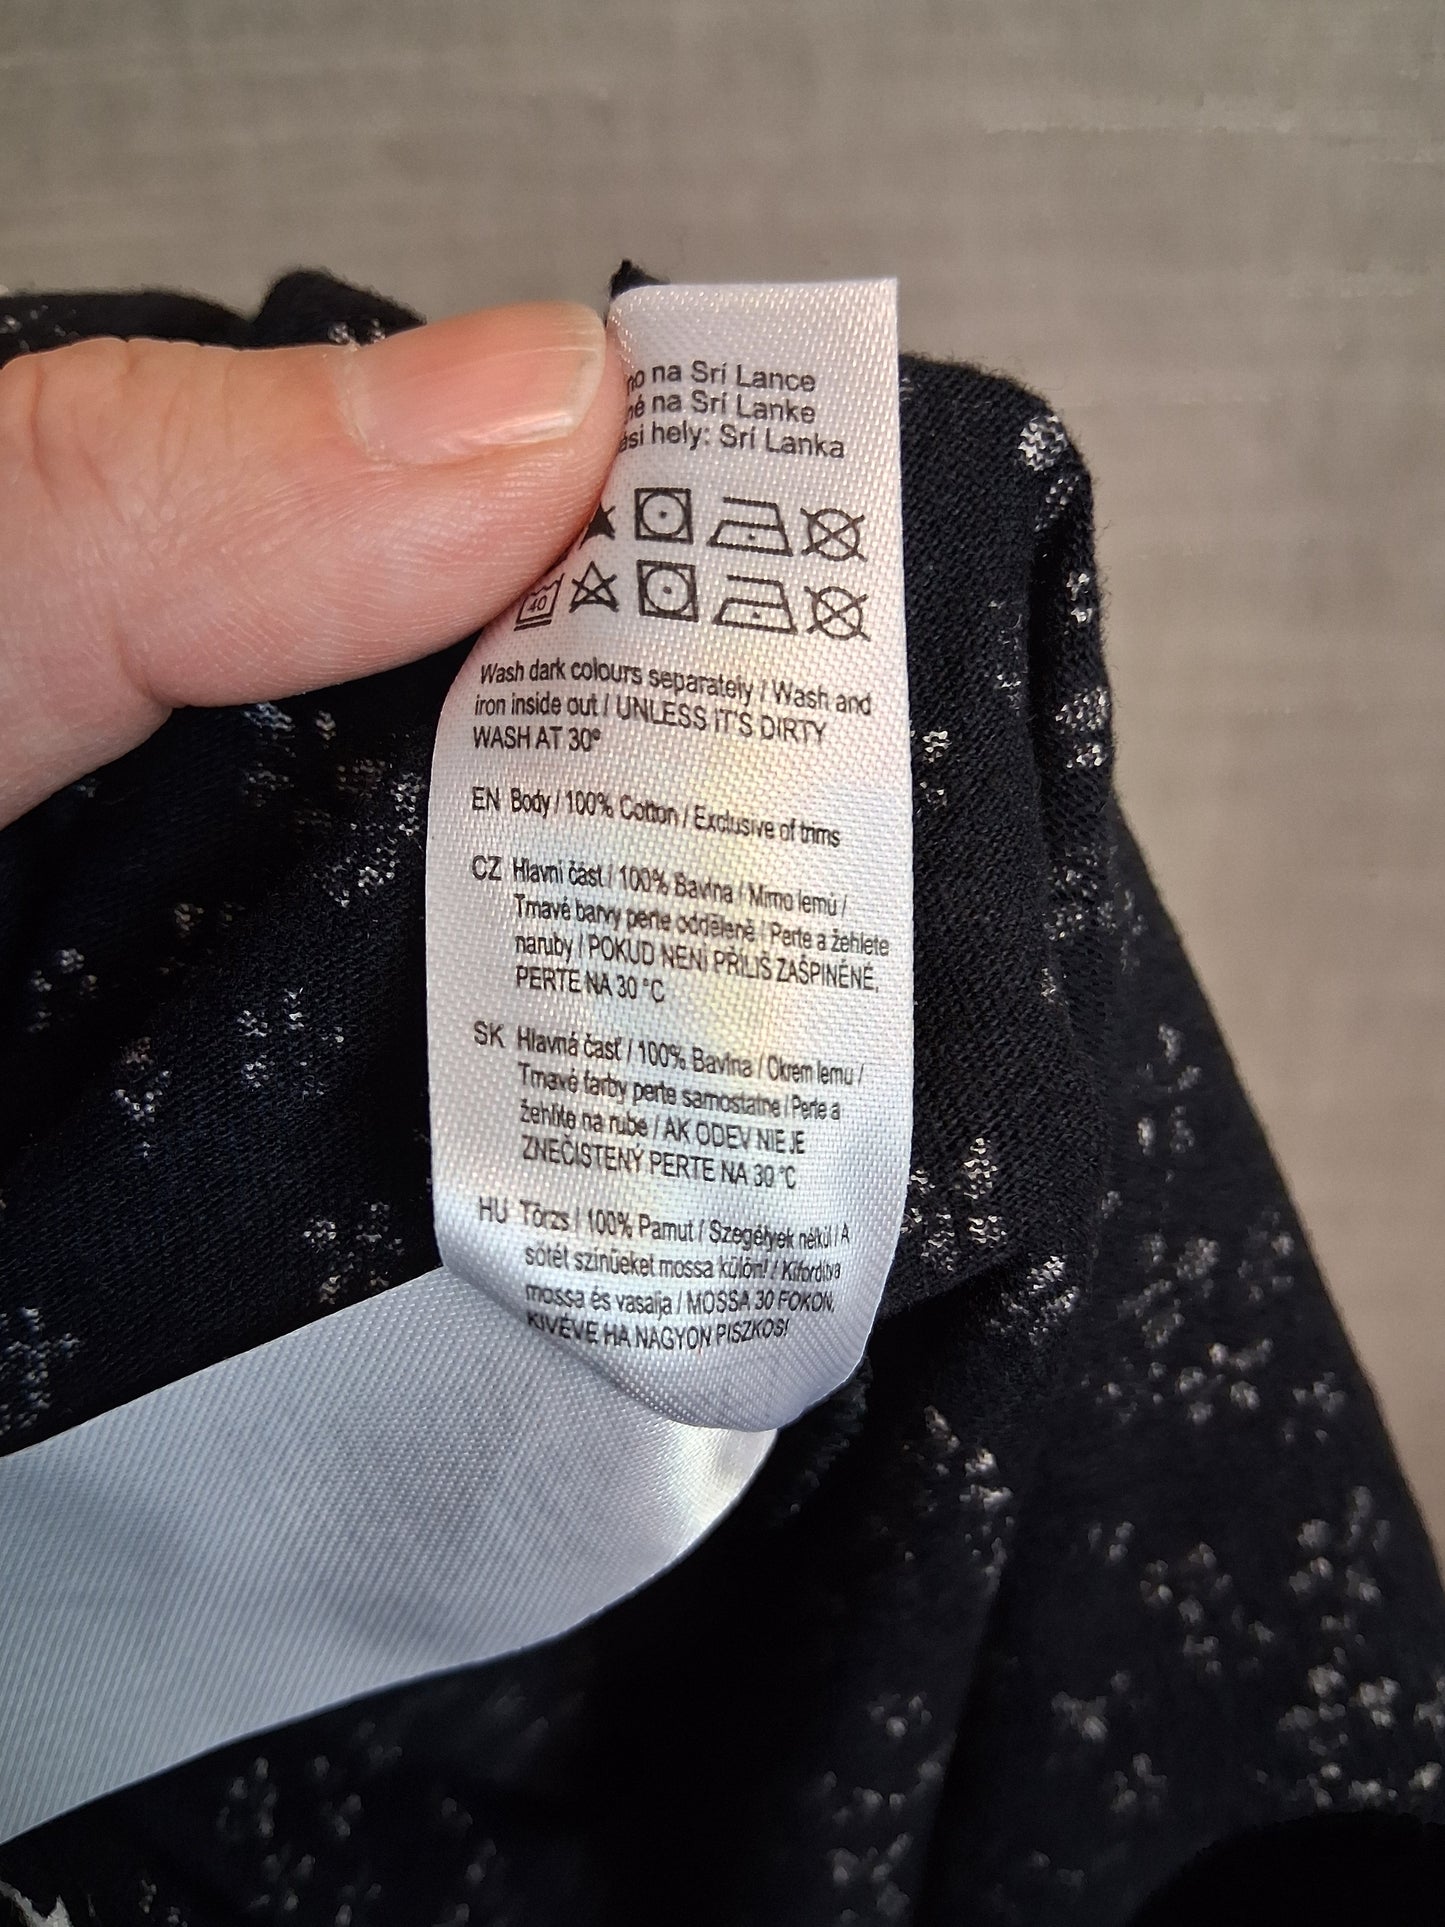 na Srí Lance
na Srí Lanke
hely: Srí Lanka
40
Wash dark colours separately / Wash and
iron inside out / UNLESS IT'S DIRTY
WASH AT 30°
EN Body / 100% Cotton / Exclusive of trims
CZ Hlavní část / 100% Bavlna / Mimo lemů /
Tmavé barvy perte odděleně / Perte a žehlete
naruby / POKUD NENÍ PŘÍLIŠ ZAŠPINĚNÉ,
PERTE NA 30 °C
SK Hlavná časť / 100% Bavlna / Okrem lemu /
Tmavé farby perte samostatne / Perte a
žehlite na rube / AK ODEV NIE JE
ZNEČISTENÝ PERTE NA 30 °C
HU Törzs / 100% Pamut / Szegélyek nélkül / A
sötét színűeket mossa külön! / Kifordítva
mossa és vasalja / MOSSA 30 FOKON,
KIVÉVE HA NAGYON PISZKOS!